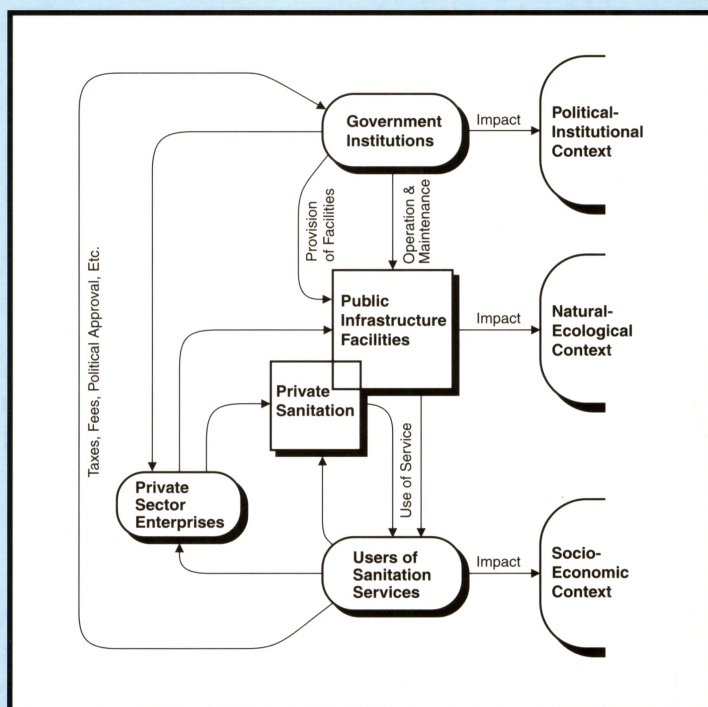 Government
Institutions
Impact
Political-
Institutional
Context
Provision
of Facilities
Operation &
Maintenance
Taxes, Fees, Political Approval, Etc.
Public
Infrastructure
Facilities
Impact
Natural-
Ecological
Context
Private
Sanitation
Use of Service
Private
Sector
Enterprises
Users of
Sanitation
Services
Impact
Socio-
Economic
Context